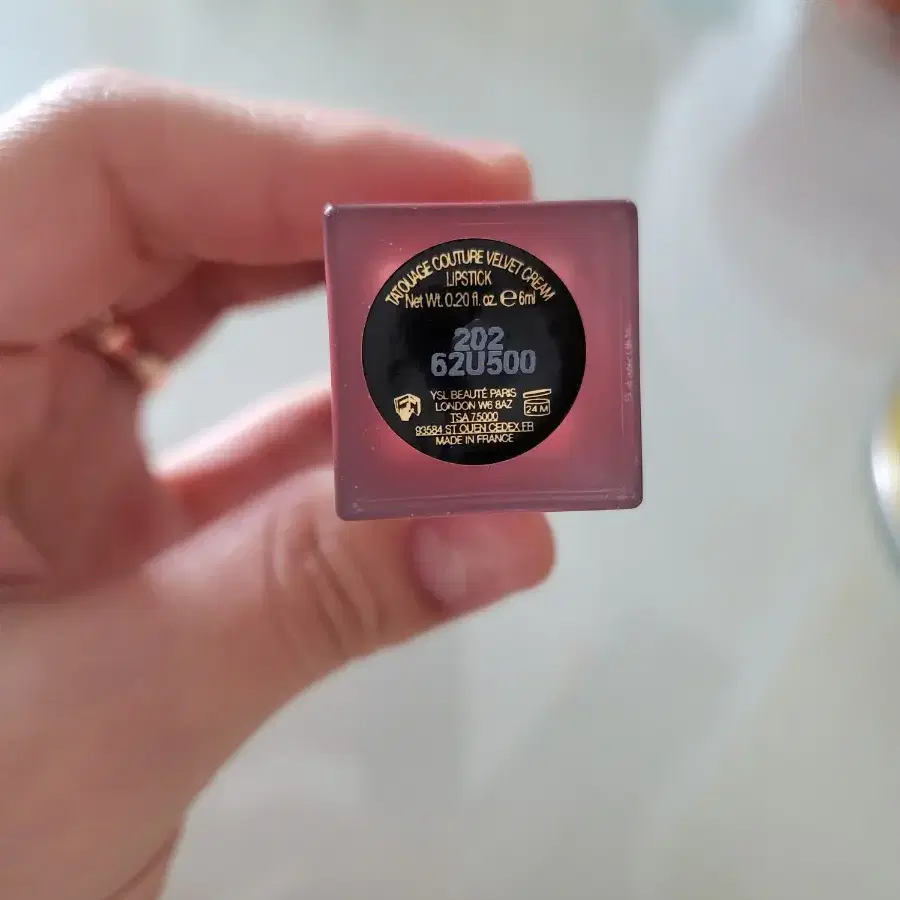 TATOUAGE COUTURE VELVET CREAM
LIPSTICK
Net Wt. 0.20 fl. oz. e 6ml
202
62U500
YSL BEAUTÉ PARIS
LONDON W6 8AZ
TSA 75000
93584 ST OUEN CEDEX FR
MADE IN FRANCE
24 M